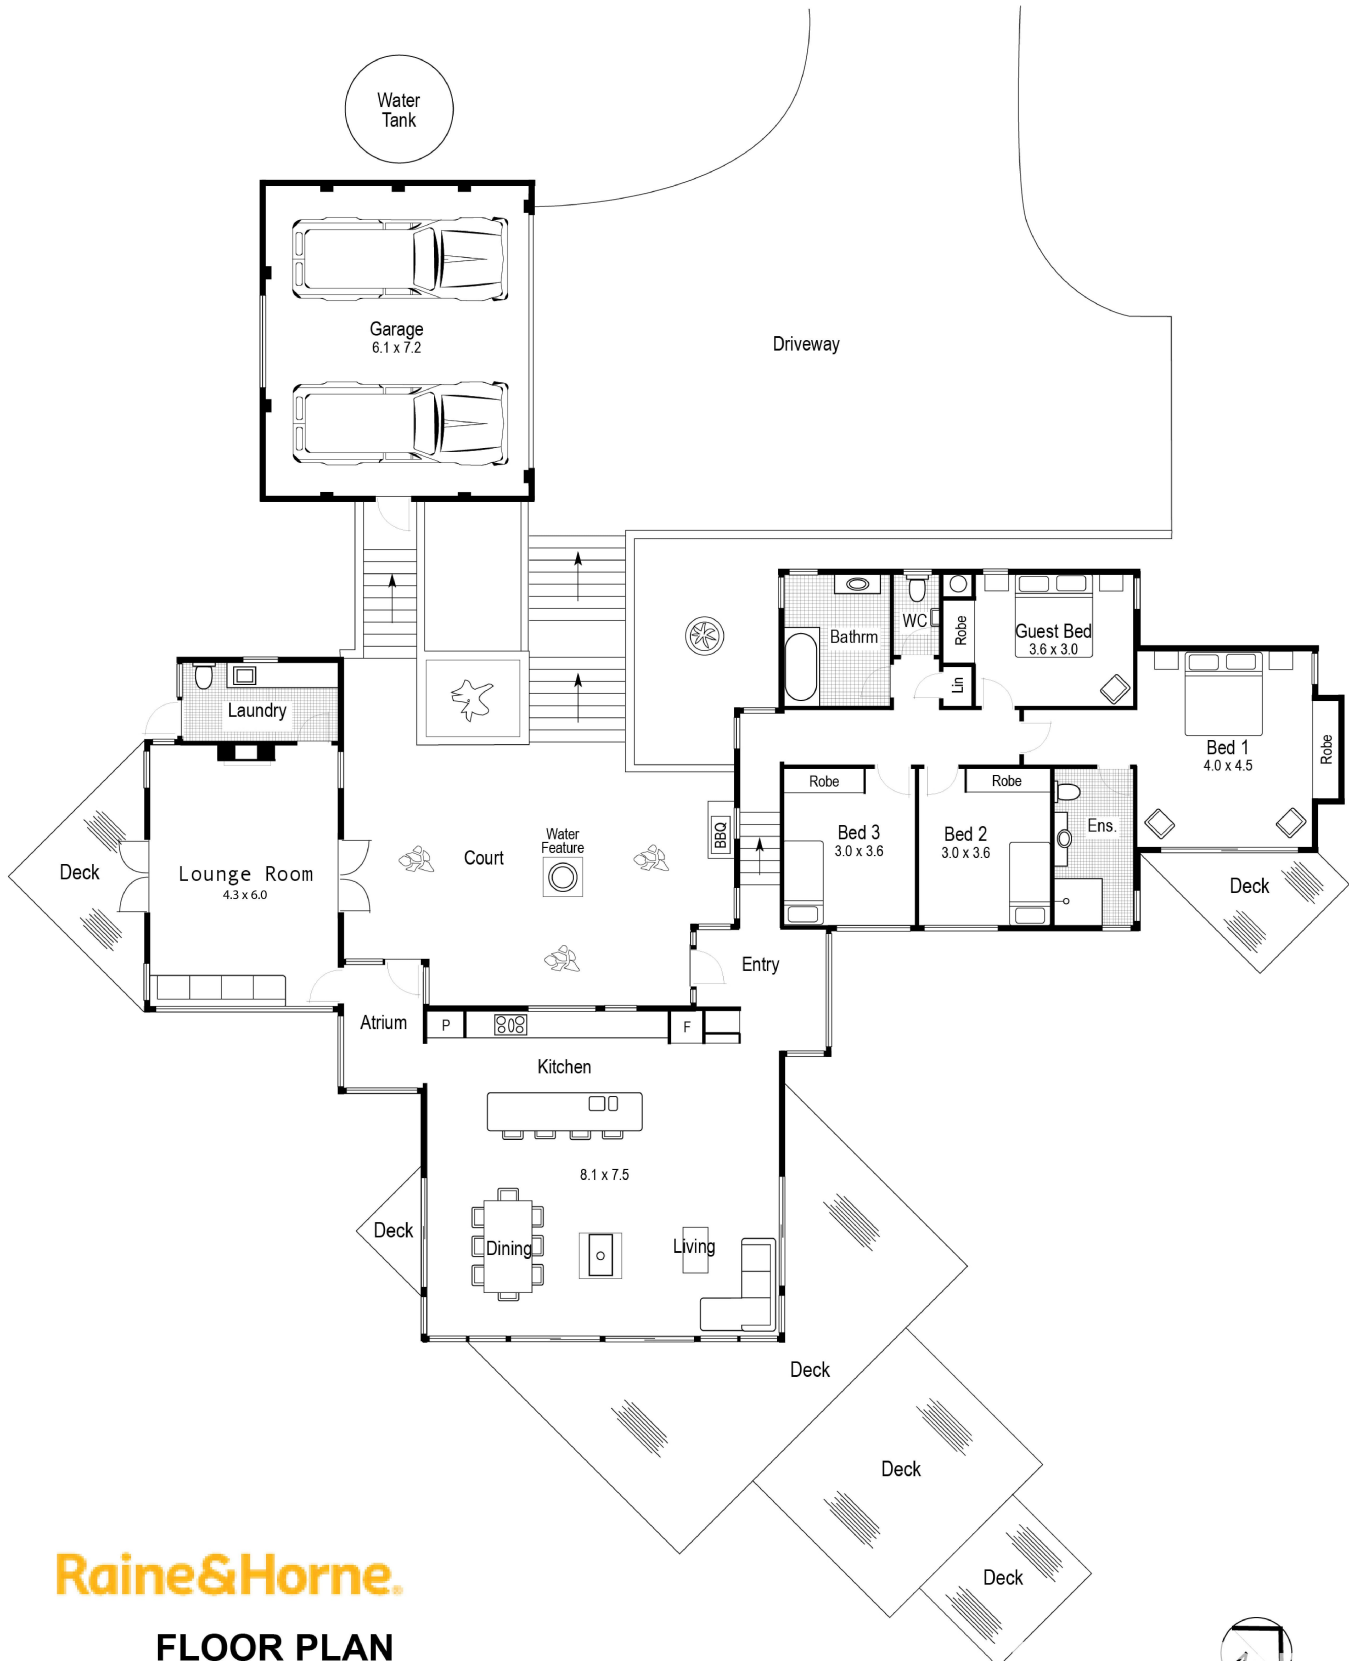 Water
Tank
Garage
6.1 x 7.2
Driveway
Bathrm
WC
Robe
Guest Bed
3.6 x 3.0
Lin
Laundry
Bed 1
4.0 x 4.5
Robe
Robe
Robe
Bed 3
3.0 x 3.6
Bed 2
3.0 x 3.6
Ens.
BBQ
Water
Feature
Court
Deck
Lounge Room
4.3 x 6.0
Deck
Entry
Atrium
P
F
Kitchen
8.1 x 7.5
Deck
Dining
Living
Deck
Deck
Deck
Raine&Horne.
FLOOR PLAN